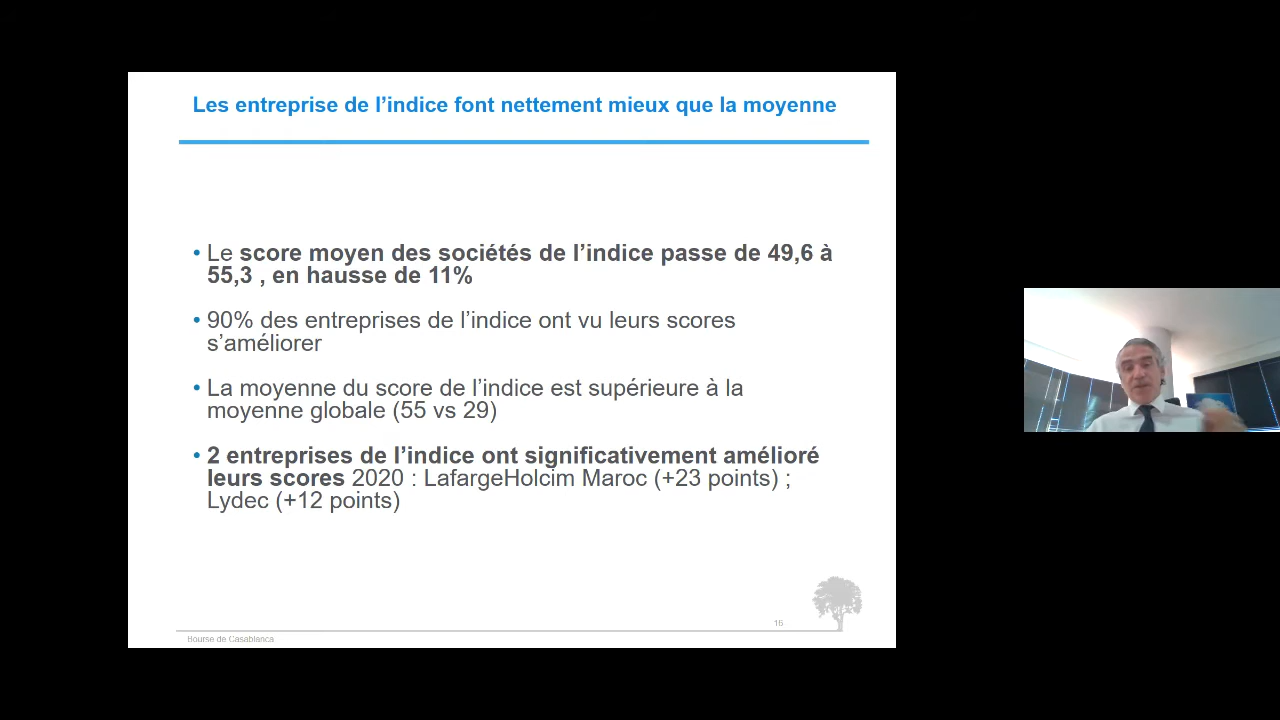 Les entreprise de l’indice font nettement mieux que la moyenne
• Le score moyen des sociétés de l’indice passe de 49,6 à
55,3 , en hausse de 11%
• 90% des entreprises de l’indice ont vu leurs scores
s’améliorer
• La moyenne du score de l’indice est supérieure à la
moyenne globale (55 vs 29)
• 2 entreprises de l’indice ont significativement amélioré
leurs scores 2020 : LafargeHolcim Maroc (+23 points) ;
Lydec (+12 points)
16
Bourse de Casablanca